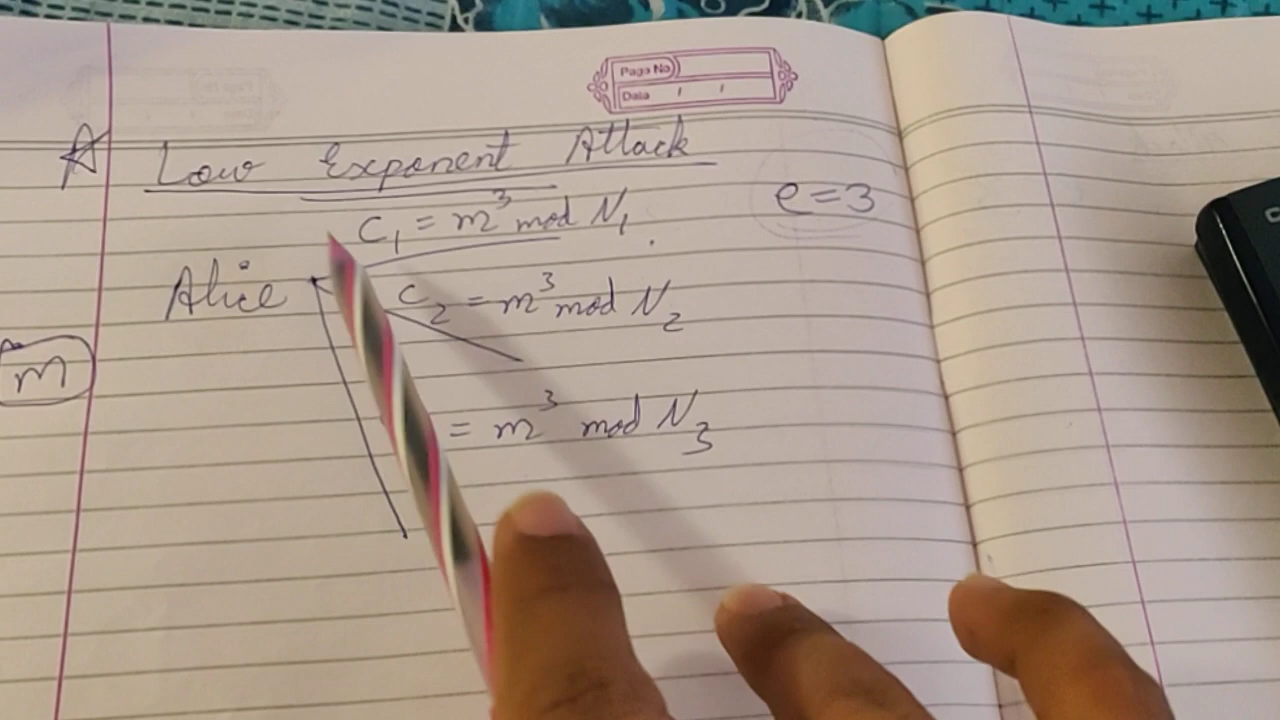 Page No
Date / /
A Low Exponent Attack
e=3
C₁ = m³ mod N₁.
Alice
C₂ = m³ mod N₂
m
= m³ mod N₃